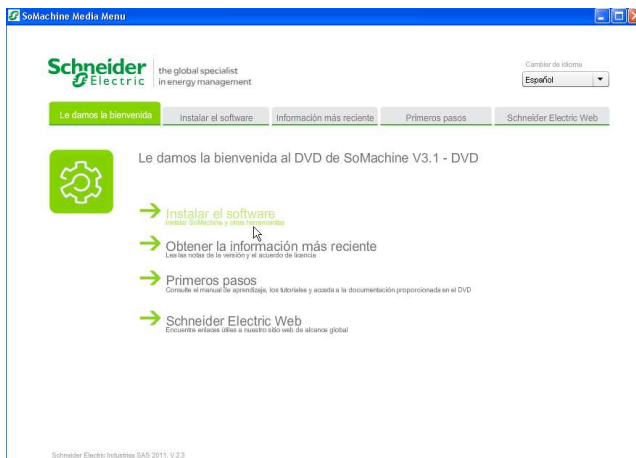 SoMachine Media Menu
Schneider
Electric
the global specialist
in energy management
Cambiar de idioma
Español
Le damos la bienvenida
Instalar el software
Información más reciente
Primeros pasos
Schneider Electric Web
Le damos la bienvenida al DVD de SoMachine V3.1 - DVD
Instalar el software
Instalar SoMachine y otras herramientas
Obtener la información más reciente
Lea las notas de la versión y el acuerdo de licencia
Primeros pasos
Consulte el manual de aprendizaje, los tutoriales y acceda a la documentación proporcionada en el DVD
Schneider Electric Web
Encuentre enlaces útiles a nuestro sitio web de alcance global
Schneider Electric Industries SAS 2011. V 2.3